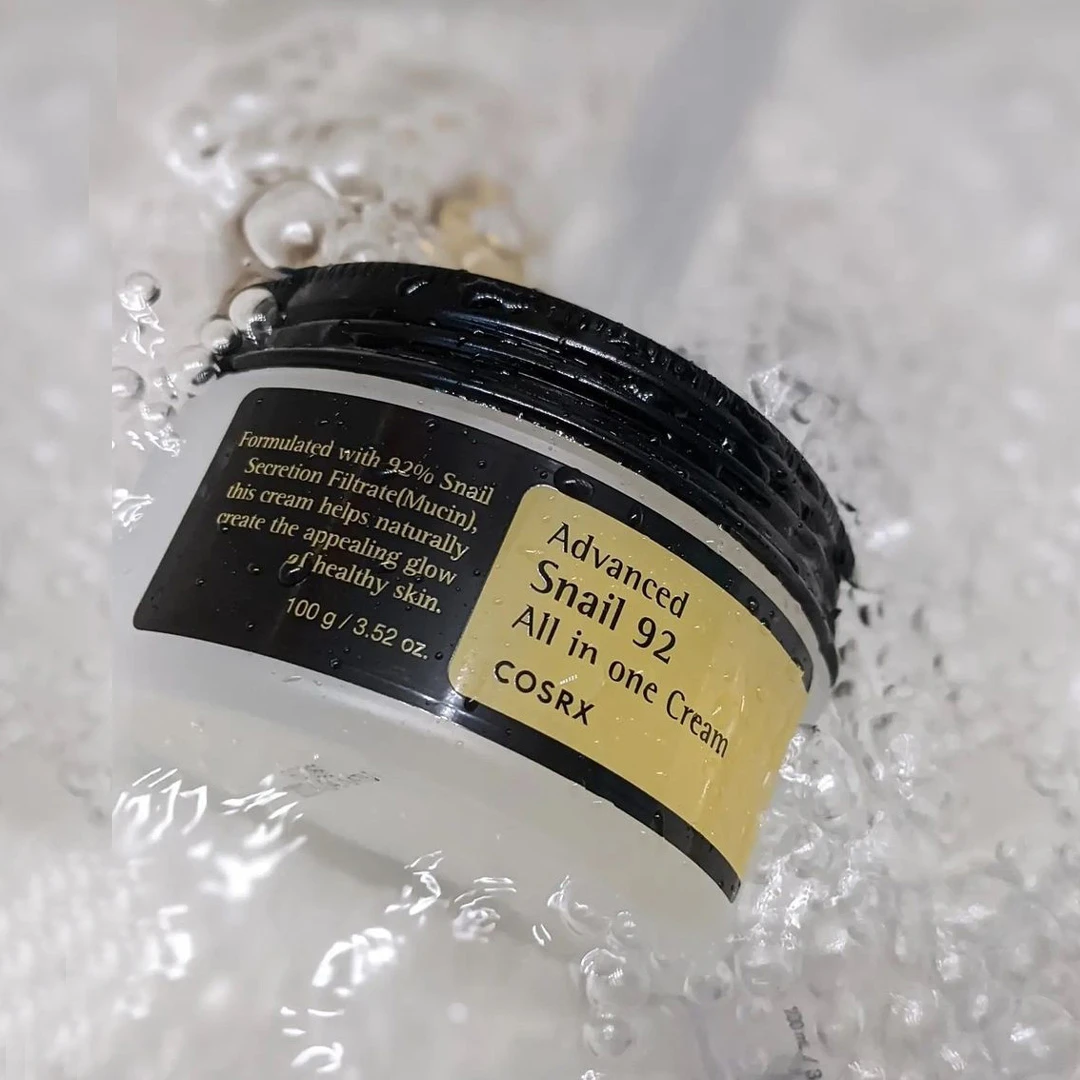 Formulated with 92% Snail
Secretion Filtrate(Mucin),
this cream helps naturally
create the appealing glow
of healthy skin.
100 g / 3.52 oz.
Advanced
Snail 92
All in one Cream
COSRX